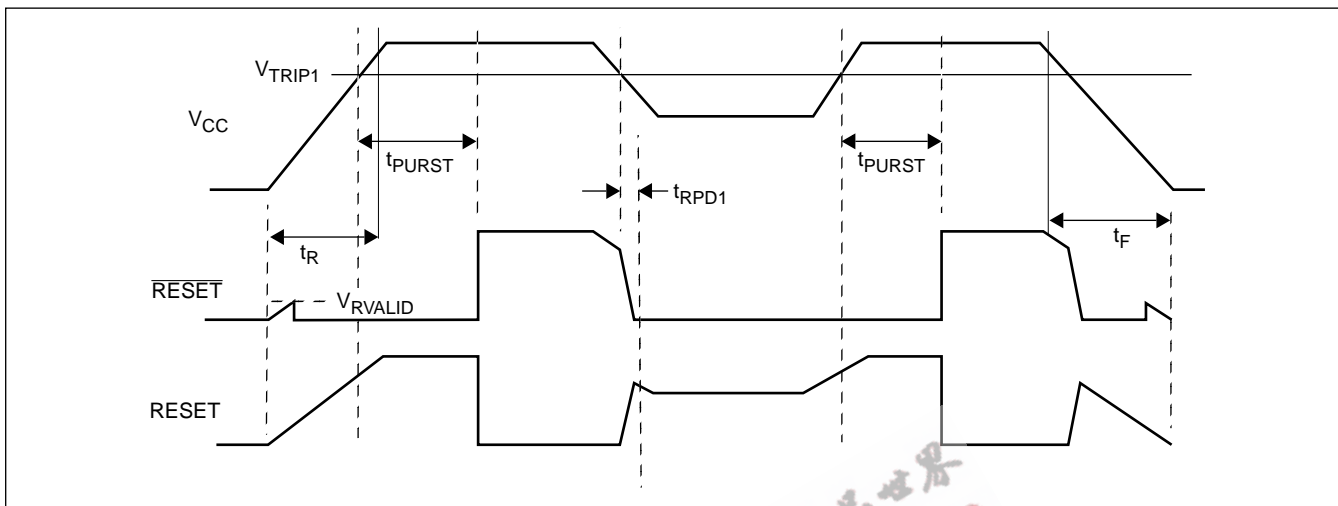 VTRIP1
VCC
tPURST
tPURST
tRPD1
tR
tF
RESET
VRVALID
RESET